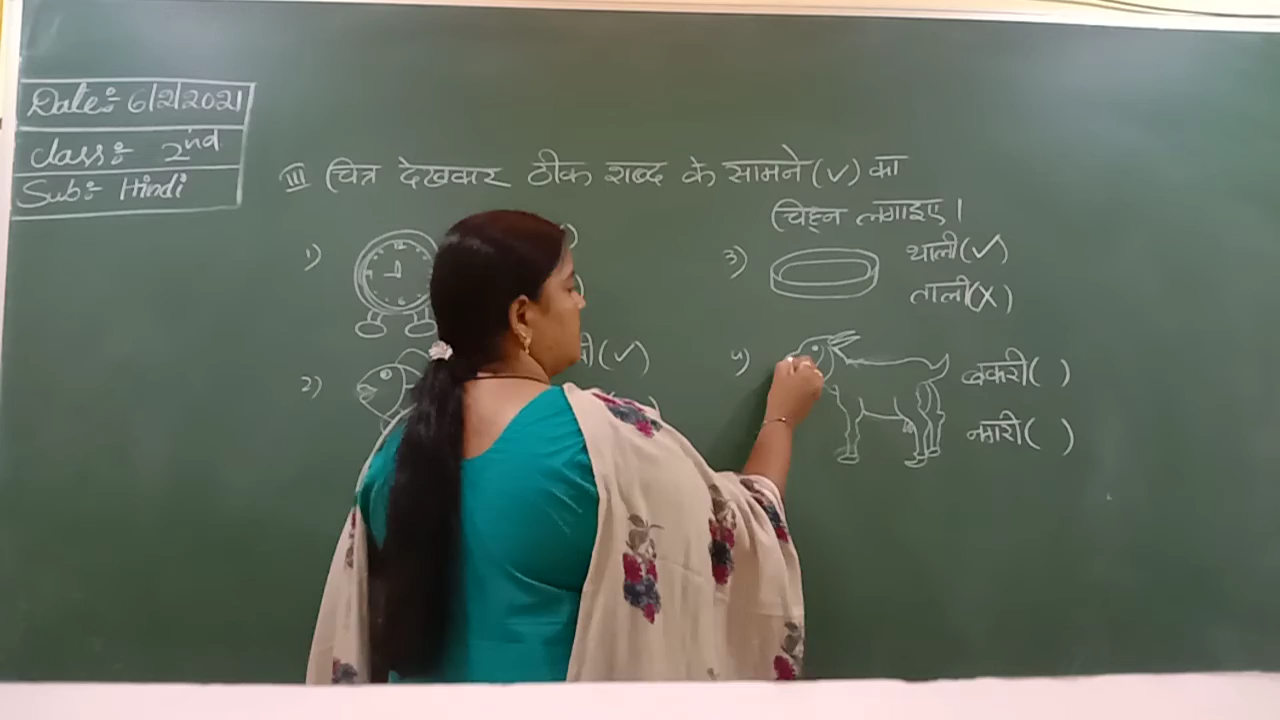 Date:- 6/2/2021
Class:- 2nd
Sub:- Hindi
III चित्र देखकर ठीक शब्द के सामने (✓) का
चिह्न लगाइए।
1)
2)
(✓)
3)
थाली (✓)
ताली (X)
4)
बकरी ( )
नगरी ( )